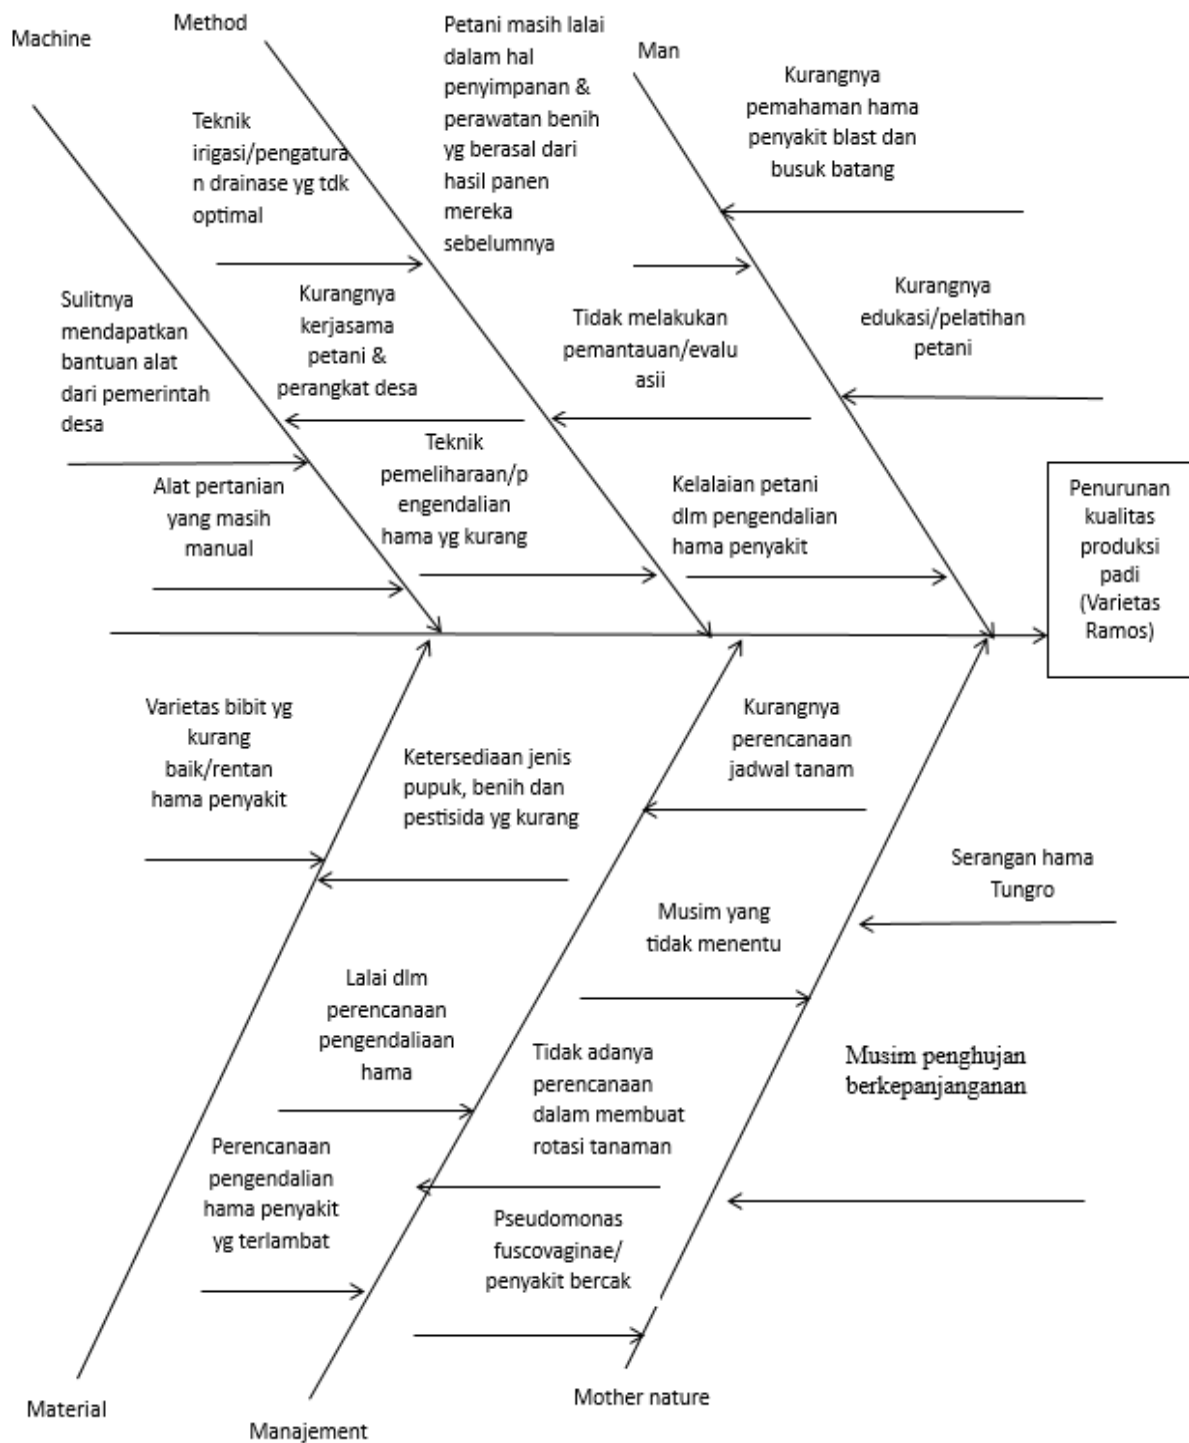 Machine
Method
Petani masih lalai
dalam hal
penyimpanan &
perawatan benih
yg berasal dari
hasil panen
mereka
sebelumnya
Man
Kurangnya
pemahaman hama
penyakit blast dan
busuk batang
Teknik
irigasi/pengatura
n drainase yg tdk
optimal
Sulitnya
mendapatkan
bantuan alat
dari pemerintah
desa
Kurangnya
kerjasama
petani &
perangkat desa
Tidak melakukan
pemantauan/evalu
asii
Kurangnya
edukasi/pelatihan
petani
Alat pertanian
yang masih
manual
Teknik
pemeliharaan/p
engendalian
hama yg kurang
Kelalaian petani
dlm pengendalian
hama penyakit
Penurunan
kualitas
produksi
padi
(Varietas
Ramos)
Varietas bibit yg
kurang
baik/rentan
hama penyakit
Ketersediaan jenis
pupuk, benih dan
pestisida yg kurang
Kurangnya
perencanaan
jadwal tanam
Serangan hama
Tungro
Musim yang
tidak menentu
Lalai dlm
perencanaan
pengendaliaan
hama
Tidak adanya
perencanaan
dalam membuat
rotasi tanaman
Musim penghujan
berkepanjanganan
Perencanaan
pengendalian
hama penyakit
yg terlambat
Pseudomonas
fuscovaginae/
penyakit bercak
Material
Manajement
Mother nature